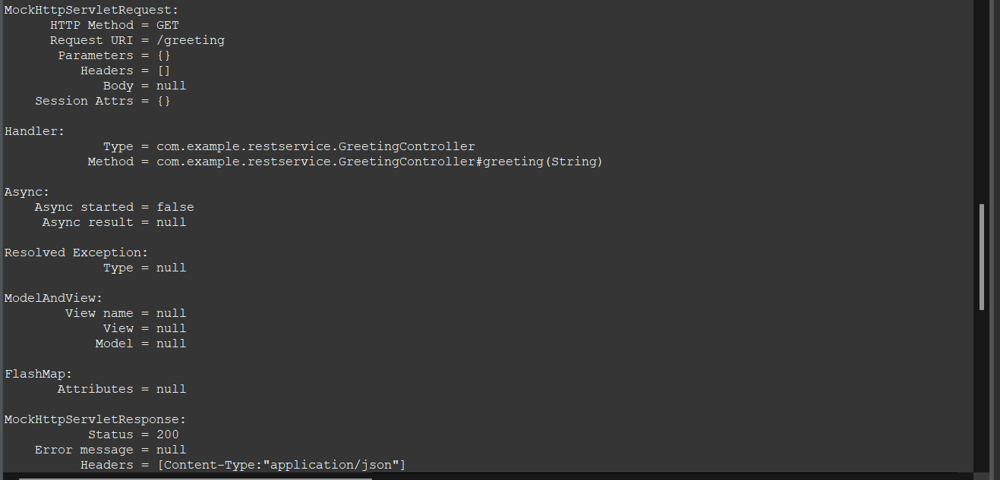 MockHttpServletRequest:
HTTP Method = GET
Request URI = /greeting
Parameters = {}
Headers = []
Body = null
Session Attrs = {}
Handler:
Type = com.example.restservice.GreetingController
Method = com.example.restservice.GreetingController#greeting(String)
Async:
Async started = false
Async result = null
Resolved Exception:
Type = null
ModelAndView:
View name = null
View = null
Model = null
FlashMap:
Attributes = null
MockHttpServletResponse:
Status = 200
Error message = null
Headers = [Content-Type:"application/json"]